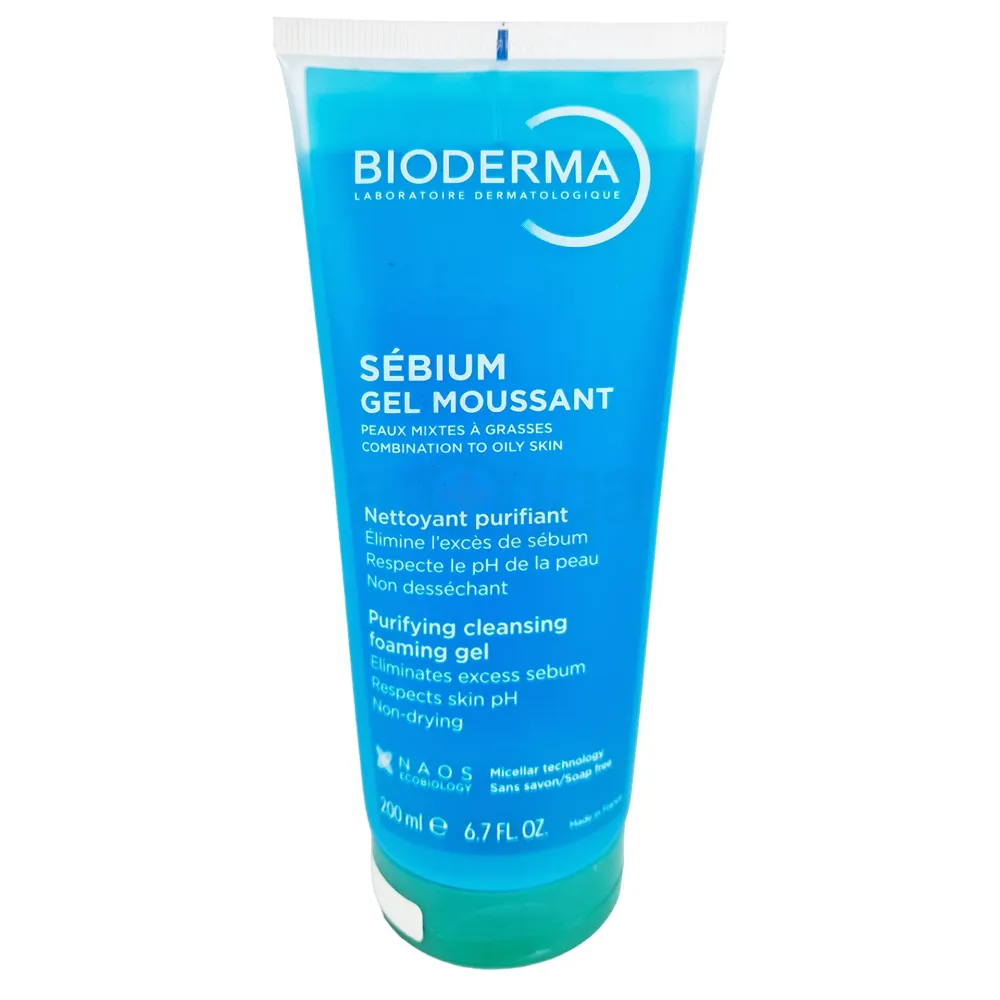 BIODERMA
LABORATOIRE DERMATOLOGIQUE
SÉBIUM
GEL MOUSSANT
PEAUX MIXTES À GRASSES
COMBINATION TO OILY SKIN
Nettoyant purifiant
Élimine l'excès de sébum
Respecte le pH de la peau
Non desséchant
Purifying cleansing
foaming gel
Eliminates excess sebum
Respects skin pH
Non-drying
NAOS
ECOBIOLOGY
Micellar technology
Sans savon/Soap free
200 ml e 6.7 FL. OZ.
Made in France